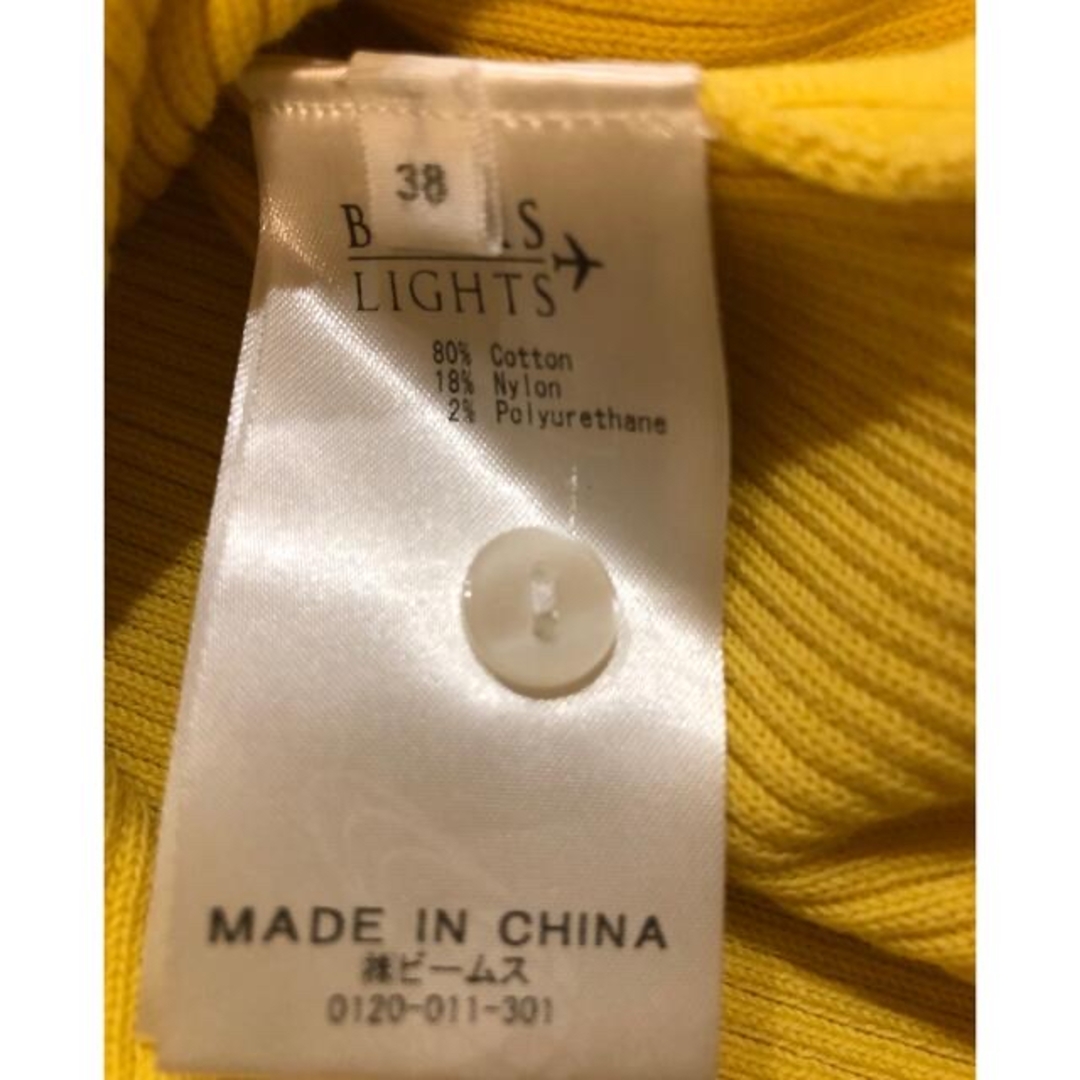 38
LIGHTS
80% Cotton
18% Nylon
2% Polyurethane
MADE IN CHINA
㈱ビームス
0120-011-301